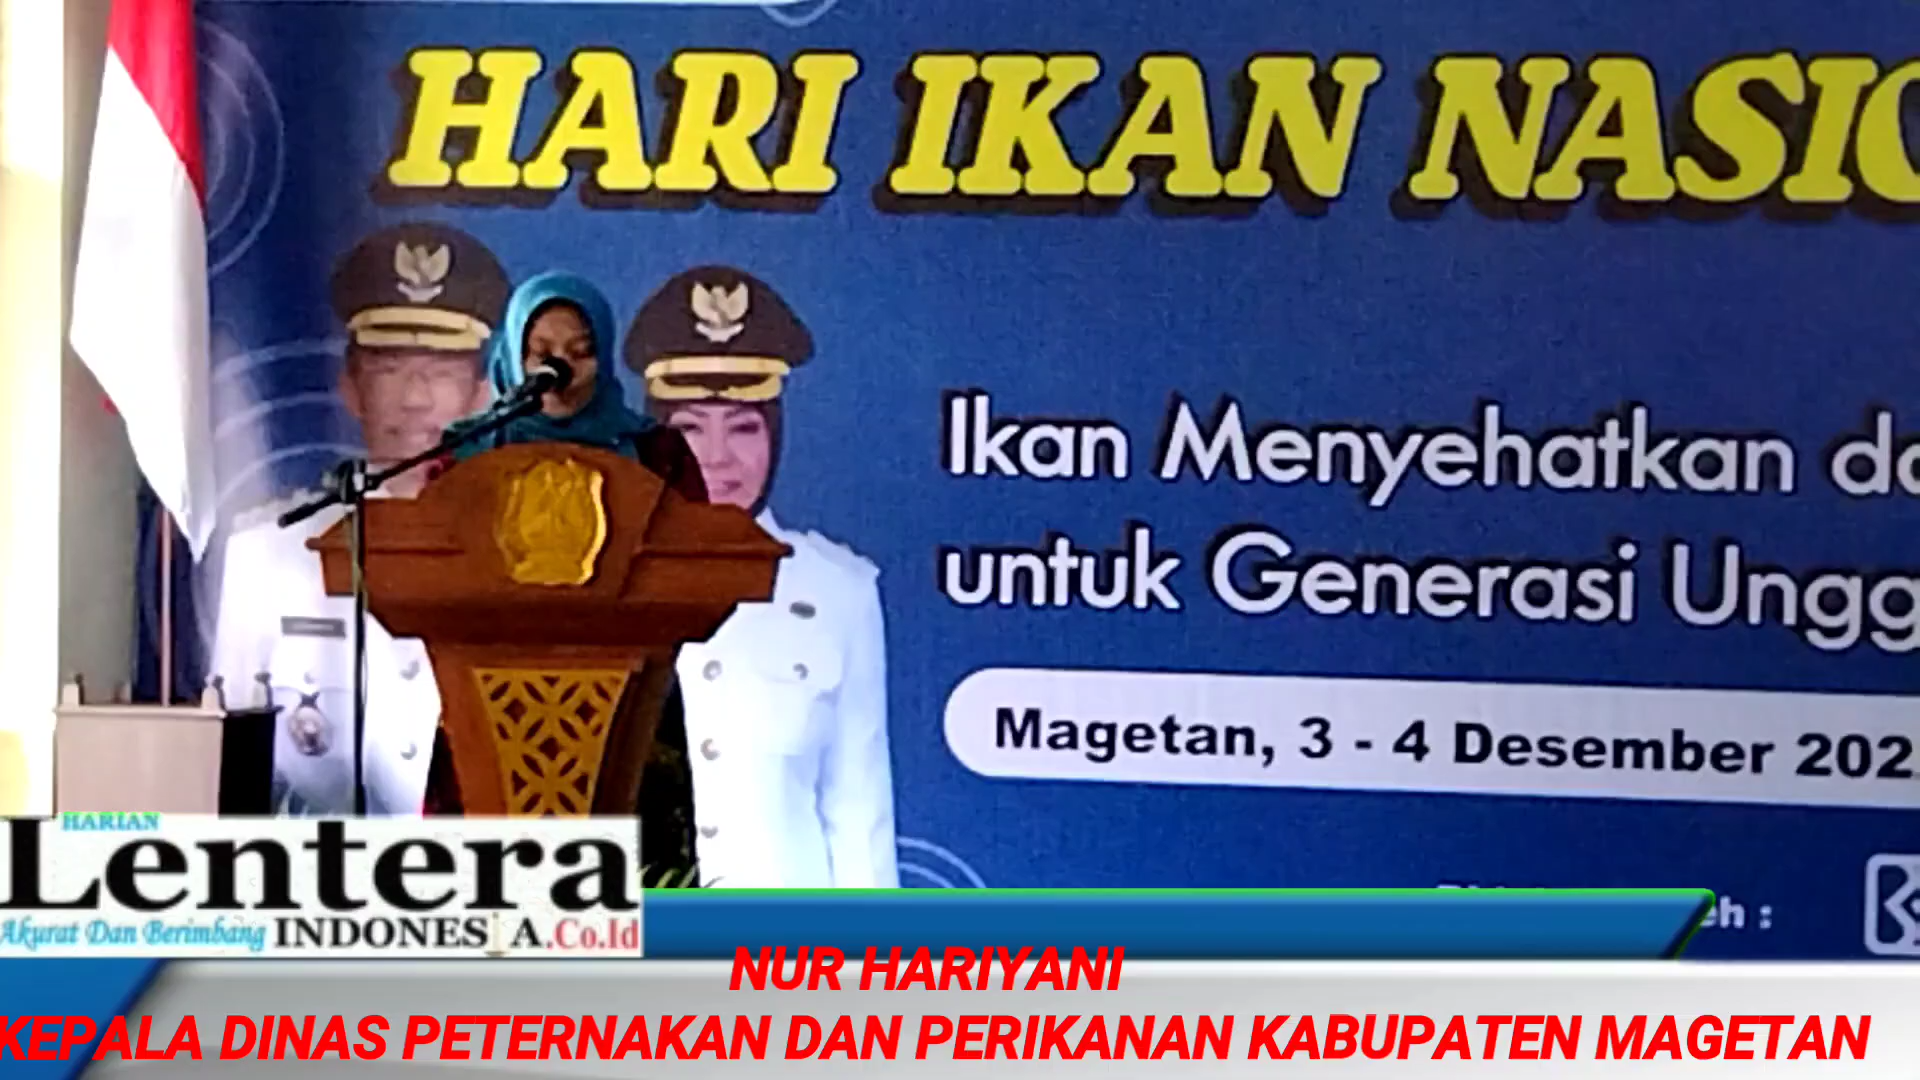 HARI IKAN NASIO
Ikan Menyehatkan da
untuk Generasi Ungg
Magetan, 3 - 4 Desember 202
eh :
HARIAN
Lentera
Akurat Dan Berimbang INDONESIA.Co.Id
NUR HARIYANI
KEPALA DINAS PETERNAKAN DAN PERIKANAN KABUPATEN MAGETAN